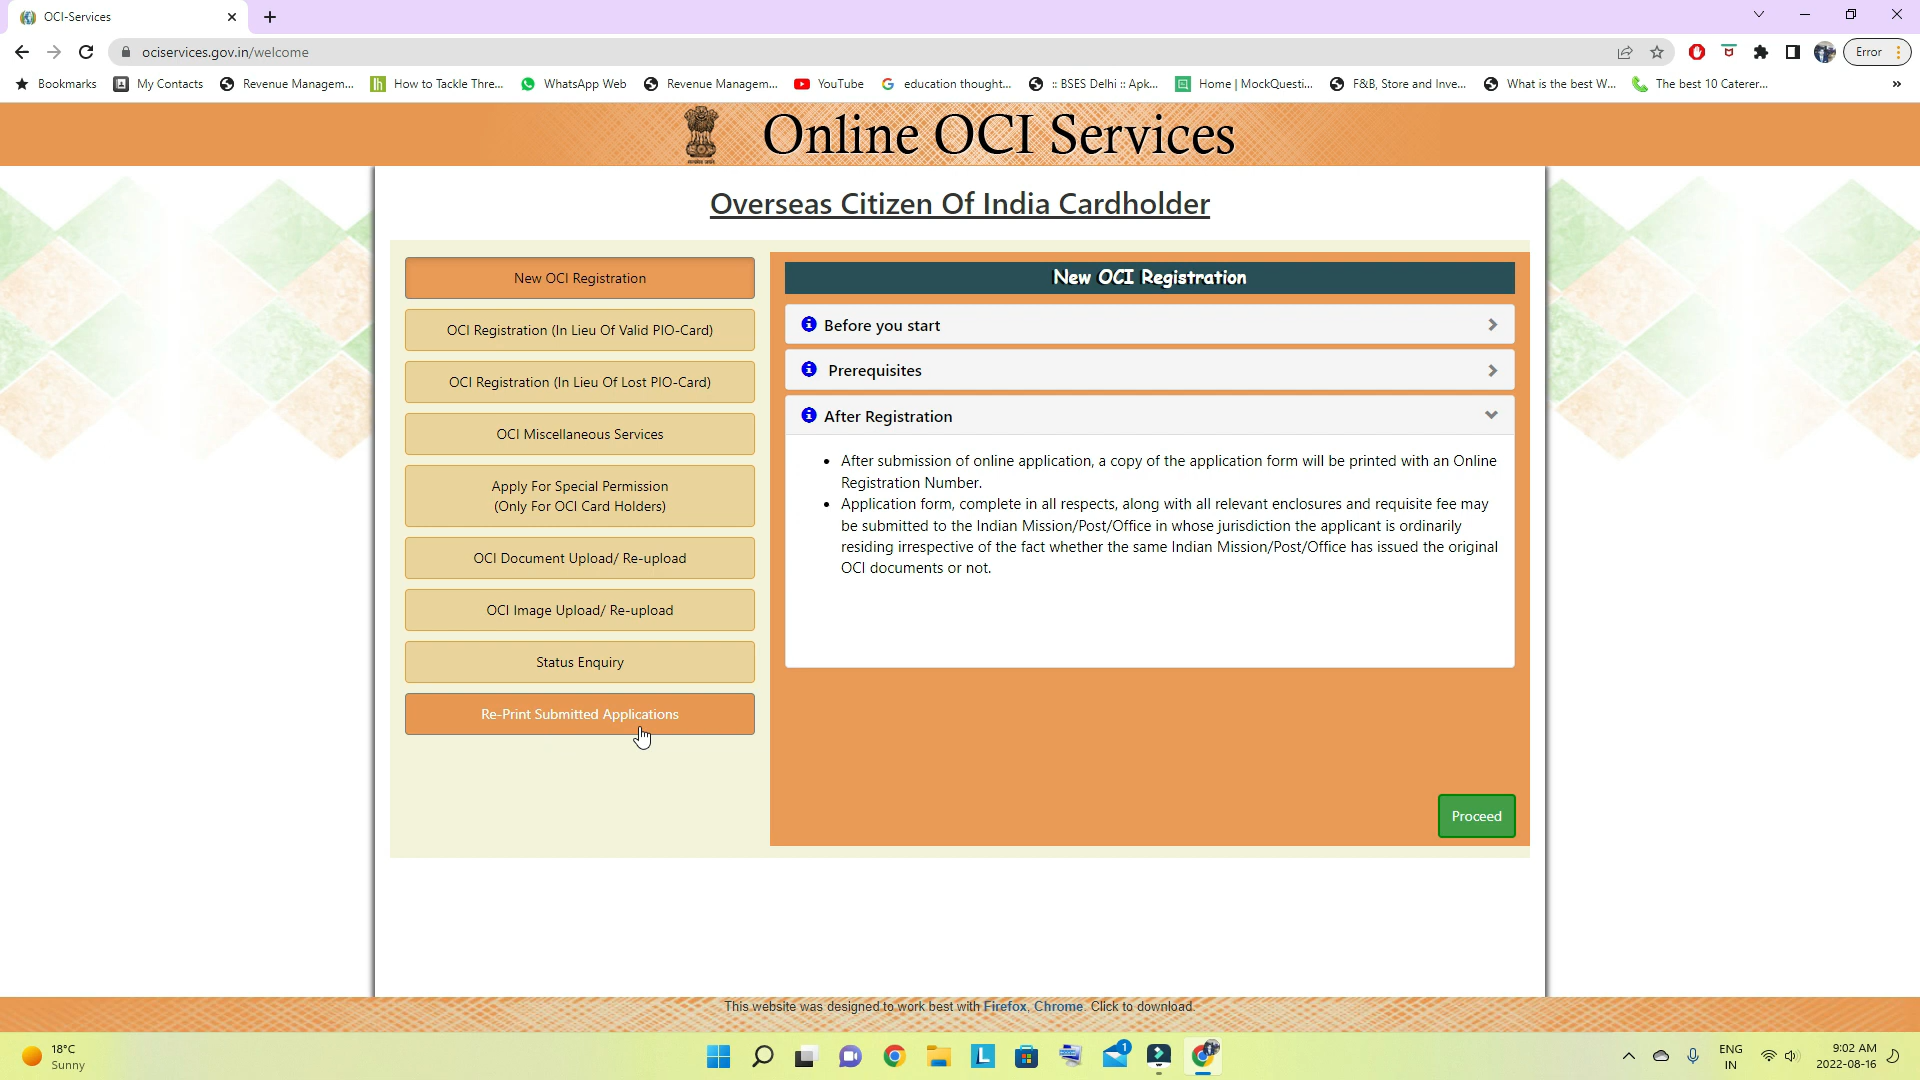 OCI-Services
ociservices.gov.in/welcome
Error
Bookmarks
My Contacts
Revenue Managem...
How to Tackle Thre...
WhatsApp Web
Revenue Managem...
YouTube
education thought...
:: BSES Delhi :: Apk...
Home | MockQuesti...
F&B, Store and Inve...
What is the best W...
The best 10 Caterer...
Online OCI Services
Overseas Citizen Of India Cardholder
New OCI Registration
OCI Registration (In Lieu Of Valid PIO-Card)
OCI Registration (In Lieu Of Lost PIO-Card)
OCI Miscellaneous Services
Apply For Special Permission
(Only For OCI Card Holders)
OCI Document Upload/ Re-upload
OCI Image Upload/ Re-upload
Status Enquiry
Re-Print Submitted Applications
New OCI Registration
Before you start
Prerequisites
After Registration
After submission of online application, a copy of the application form will be printed with an Online
Registration Number.
Application form, complete in all respects, along with all relevant enclosures and requisite fee may
be submitted to the Indian Mission/Post/Office in whose jurisdiction the applicant is ordinarily
residing irrespective of the fact whether the same Indian Mission/Post/Office has issued the original
OCI documents or not.
Proceed
This website was designed to work best with Firefox, Chrome. Click to download.
18°C
Sunny
1
ENG
IN
9:02 AM
2022-08-16